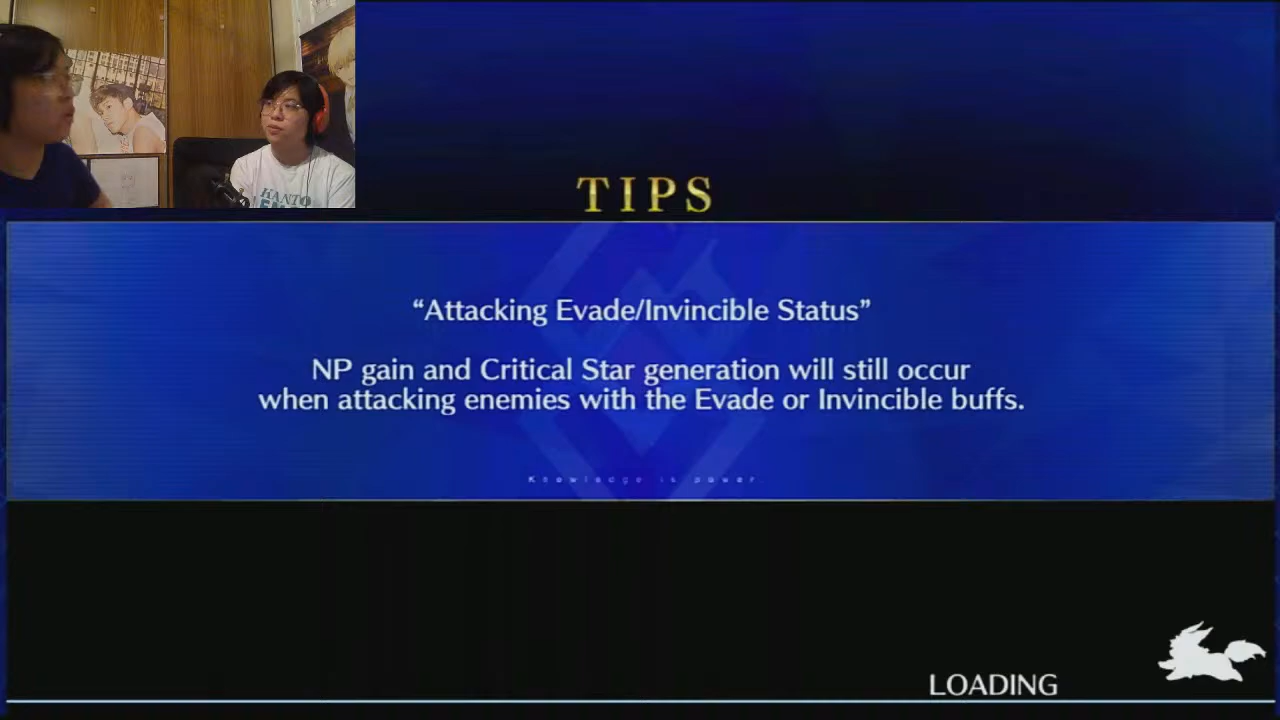 KANTO
TIPS
“Attacking Evade/Invincible Status”
NP gain and Critical Star generation will still occur
when attacking enemies with the Evade or Invincible buffs.
Knowledge is power.
LOADING